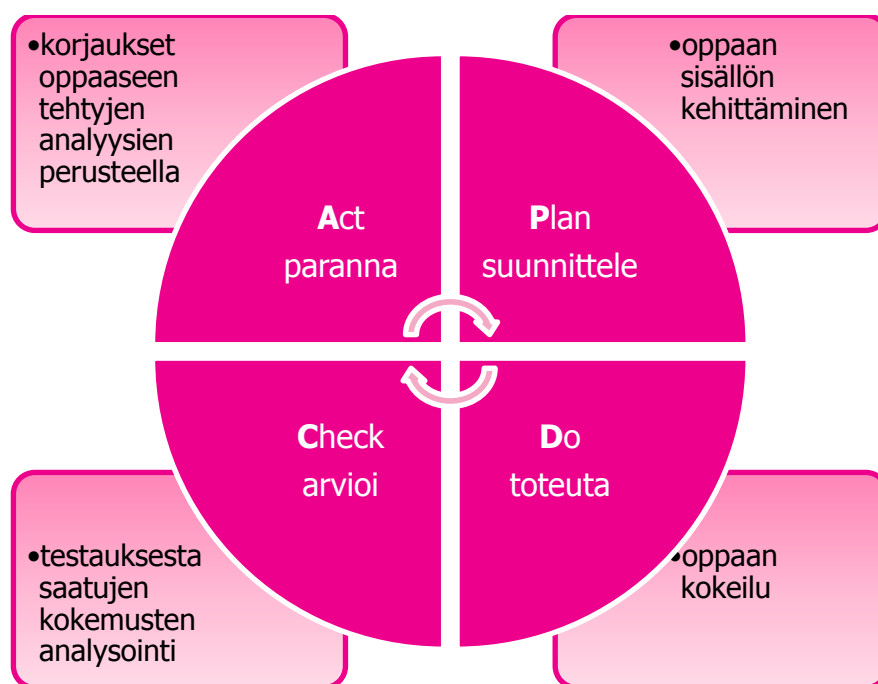 •korjaukset
oppaaseen
tehtyjen
analyysien
perusteella
•oppaan
sisällön
kehittäminen
Act
paranna
Plan
suunnittele
Check
arvioi
Do
toteuta
•testauksesta
saatujen
kokemusten
analysointi
•oppaan
kokeilu